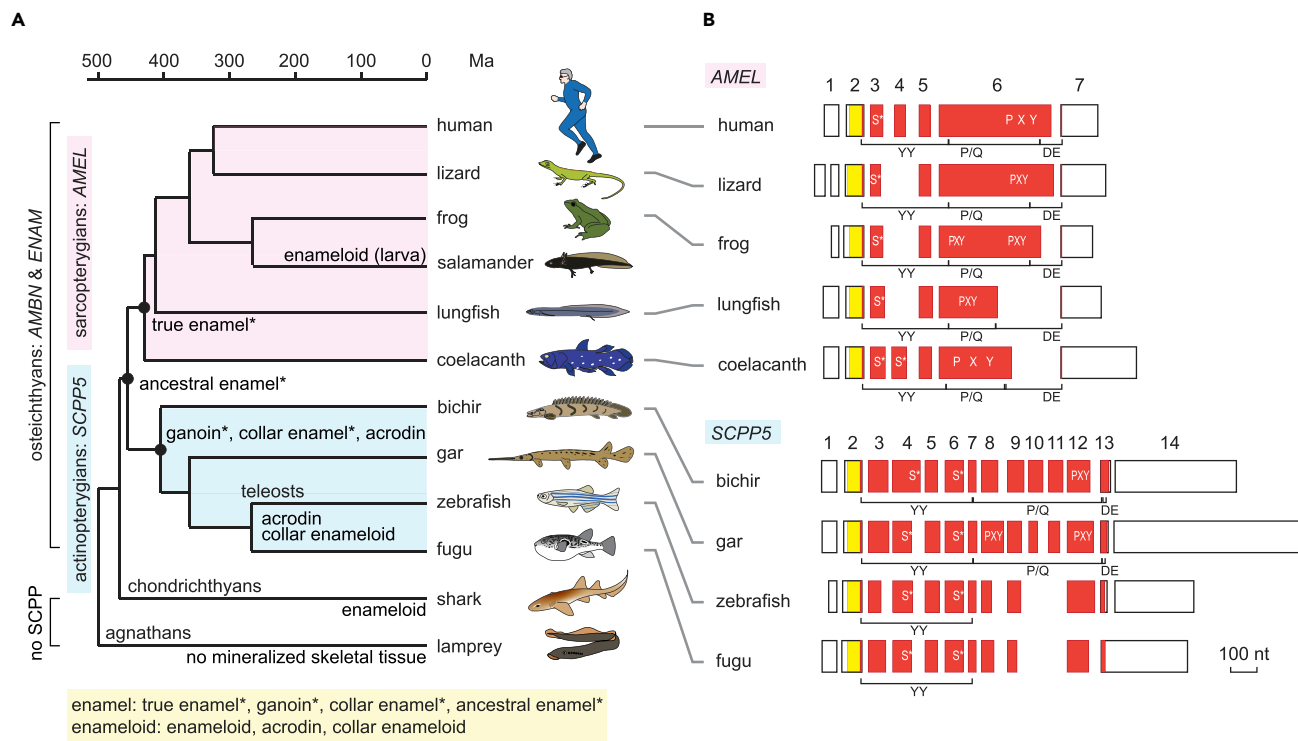 A
500 400 300 200 100 0 Ma
osteichthyans: AMBN & ENAM
no SCPP
sarcopterygians: AMEL
actinopterygians: SCPP5
human
lizard
frog
enameloid (larva)
salamander
lungfish
true enamel*
coelacanth
ancestral enamel*
bichir
ganoin*, collar enamel*, acrodin
gar
teleosts
zebrafish
acrodin
collar enameloid
fugu
chondrichthyans
shark
enameloid
agnathans
lamprey
no mineralized skeletal tissue
enamel: true enamel*, ganoin*, collar enamel*, ancestral enamel*
enameloid: enameloid, acrodin, collar enameloid
B
AMEL
1 2 3 4 5 6 7
human
S* P X Y
YY P/Q DE
lizard
S* PXY
YY P/Q DE
frog
S* PXY PXY
YY P/Q DE
lungfish
S* PXY
YY P/Q DE
coelacanth
S* S* P X Y
YY P/Q DE
SCPP5
1 2 3 4 5 6 7 8 9 10 11 12 13 14
bichir
S* S* PXY
YY P/Q DE
gar
S* S* PXY PXY
YY P/Q DE
zebrafish
S* S*
YY
fugu
S* S*
YY
100 nt